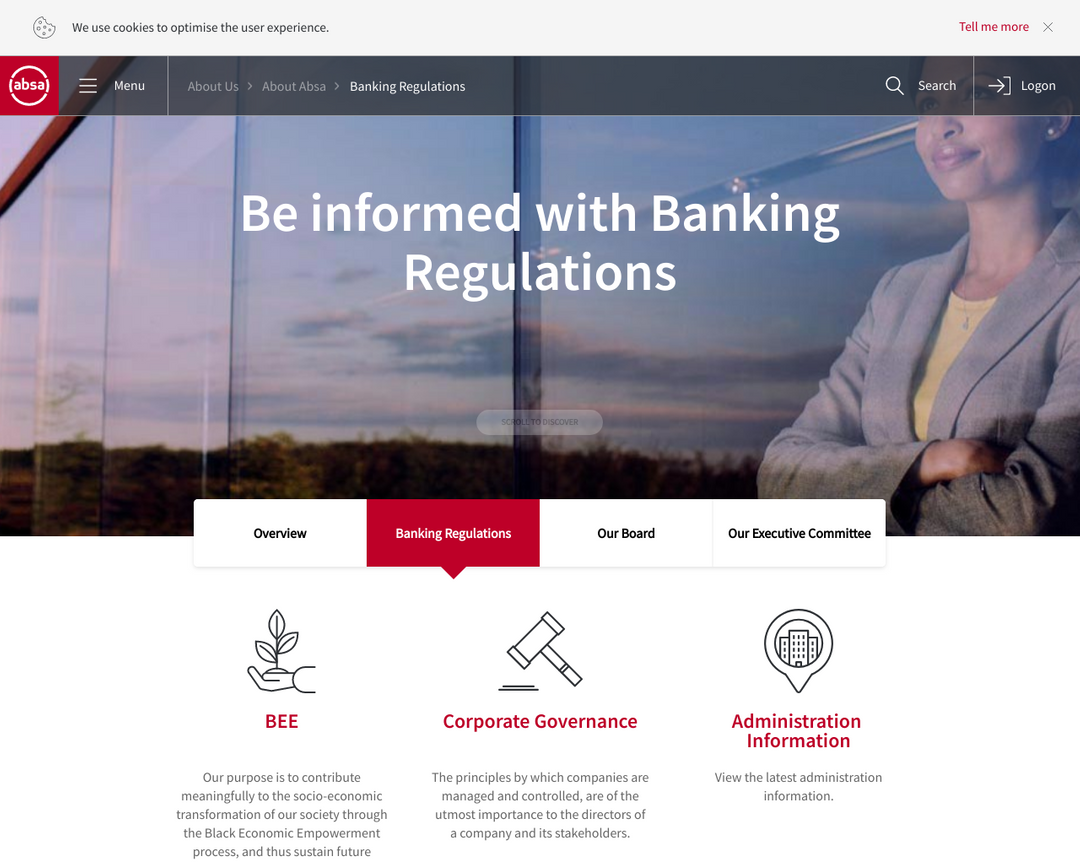 We use cookies to optimise the user experience.
Tell me more
absa
Menu
About Us
About Absa
Banking Regulations
Search
Logon
Be informed with Banking
Regulations
SCROLL TO DISCOVER
Overview
Banking Regulations
Our Board
Our Executive Committee
BEE
Our purpose is to contribute
meaningfully to the socio-economic
transformation of our society through
the Black Economic Empowerment
process, and thus sustain future
Corporate Governance
The principles by which companies are
managed and controlled, are of the
utmost importance to the directors of
a company and its stakeholders.
Administration
Information
View the latest administration
information.